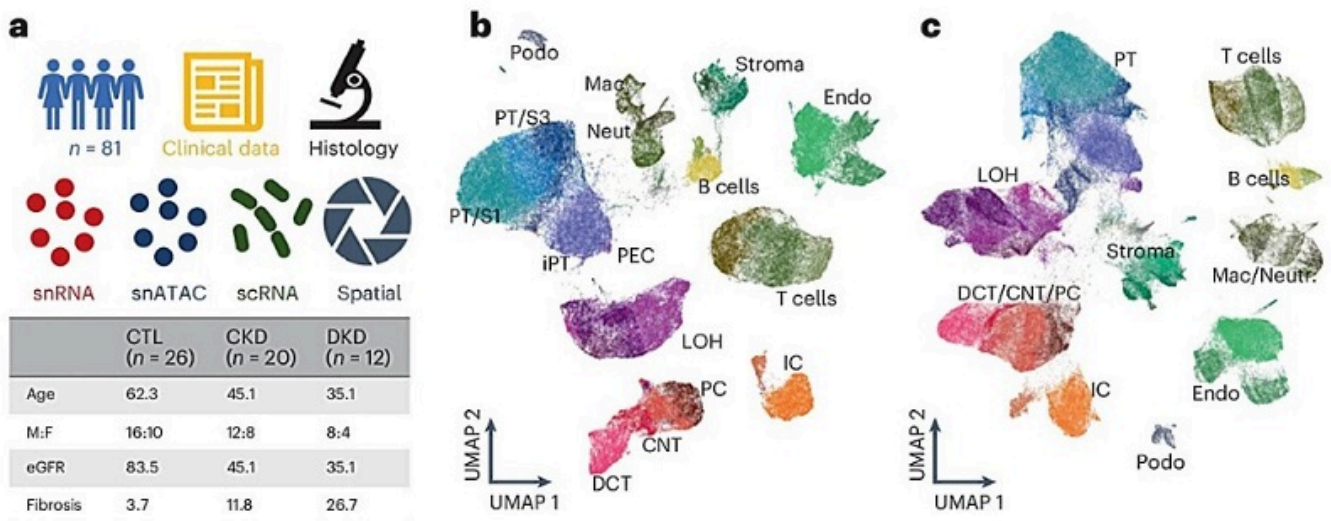 a
n = 81
Clinical data
Histology
snRNA
snATAC
scRNA
Spatial
CTL (n = 26)
CKD (n = 20)
DKD (n = 12)
Age 62.3 45.1 35.1
M:F 16:10 12:8 8:4
eGFR 83.5 45.1 35.1
Fibrosis 3.7 11.8 26.7
b
Podo
Mac
Stroma
Endo
PT/S3
Neut
B cells
PT/S1
iPT
PEC
T cells
LOH
IC
PC
CNT
DCT
UMAP 2
UMAP 1
c
PT
T cells
LOH
B cells
Stroma
Mac/Neutr.
DCT/CNT/PC
IC
Endo
Podo
UMAP 2
UMAP 1